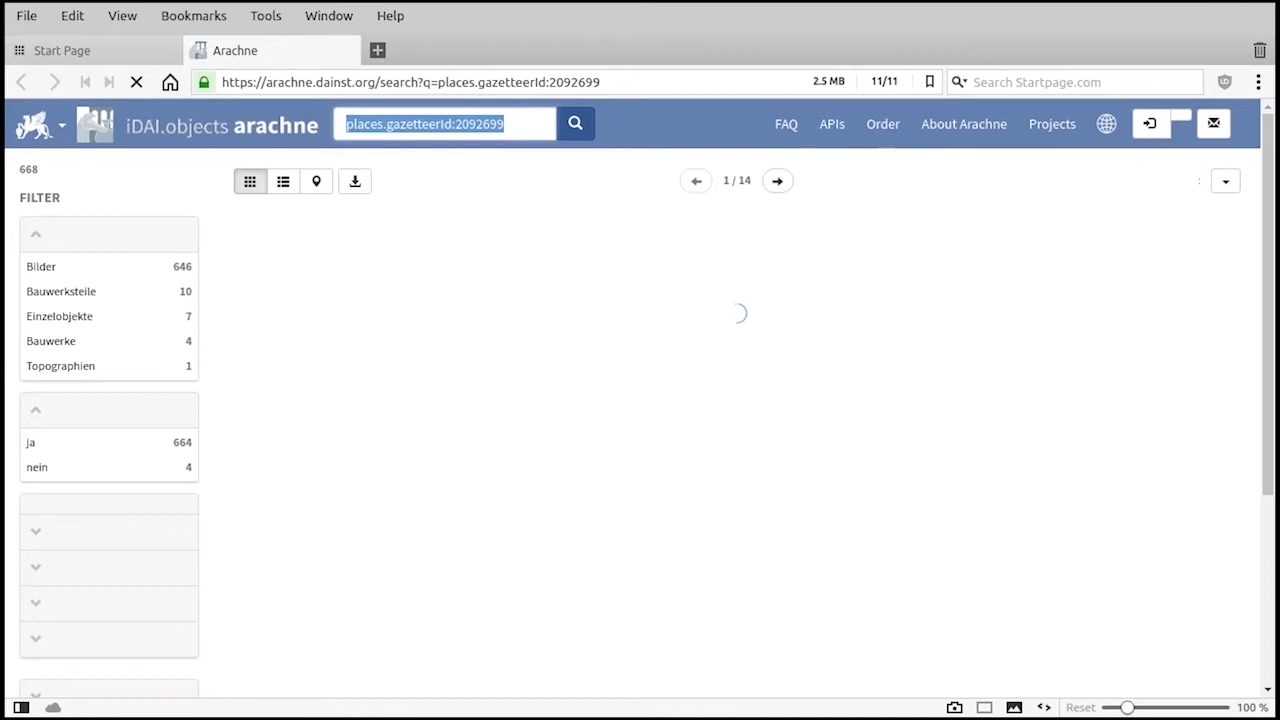 File Edit View Bookmarks Tools Window Help
Start Page Arachne
https://arachne.dainst.org/search?q=places.gazetteerId:2092699 2.5 MB 11/11 Search Startpage.com
iDAI.objects arachne places.gazetteerId:2092699 FAQ APIs Order About Arachne Projects
668
1 / 14 :
FILTER
Bilder 646
Bauwerksteile 10
Einzelobjekte 7
Bauwerke 4
Topographien 1
ja 664
nein 4
Reset 100 %